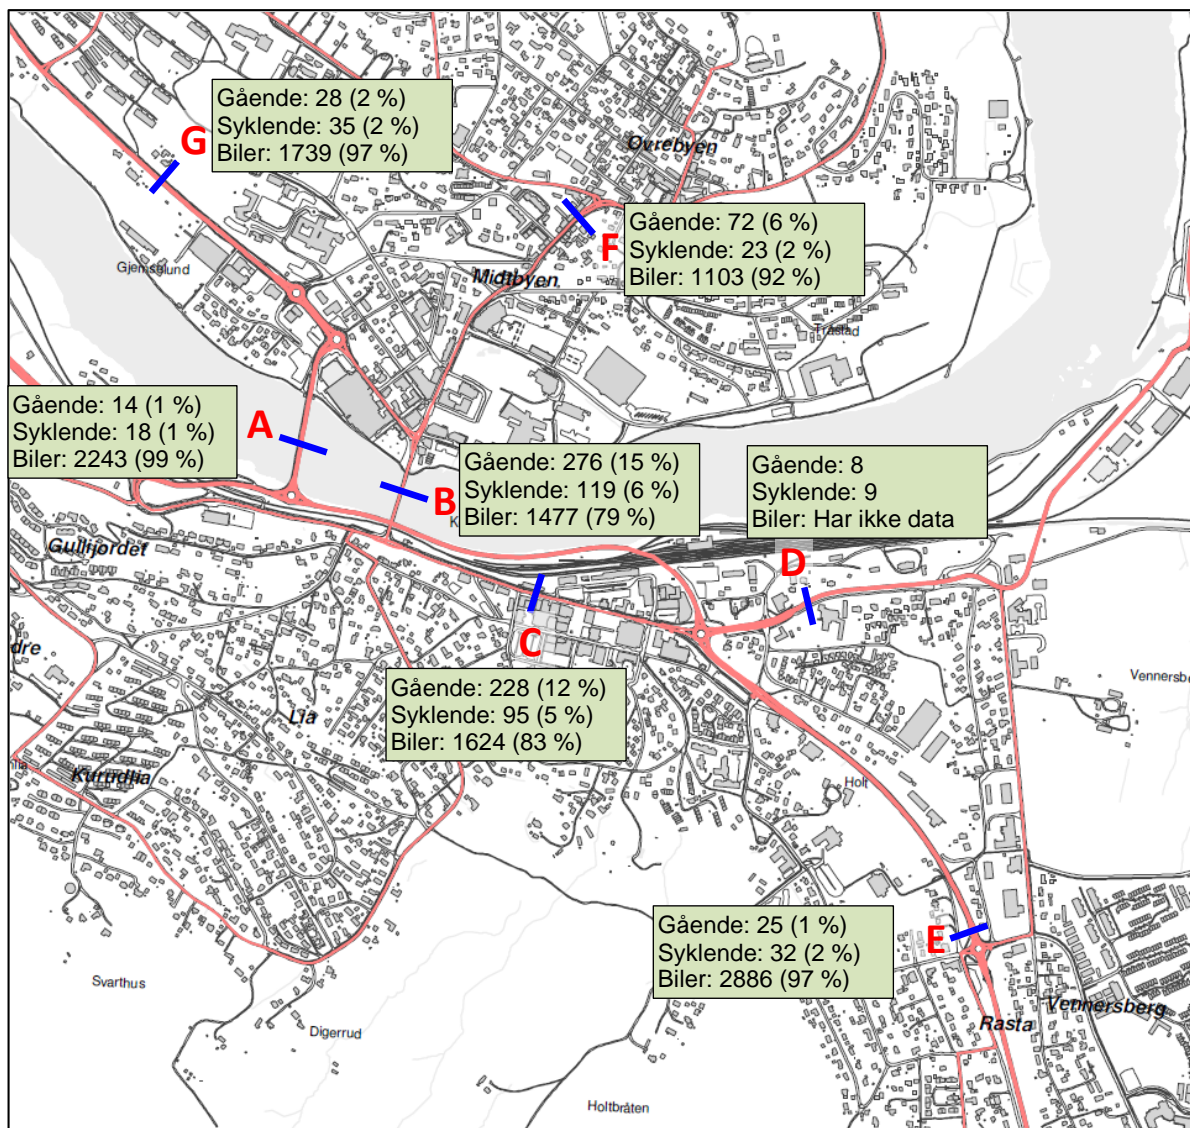 Gående: 28 (2 %)
Syklende: 35 (2 %)
Biler: 1739 (97 %)
G
Øvrebyen
Gående: 72 (6 %)
Syklende: 23 (2 %)
Biler: 1103 (92 %)
F
Gjemselund
Midtbyen
Tråstad
Gående: 14 (1 %)
Syklende: 18 (1 %)
Biler: 2243 (99 %)
A
Gående: 276 (15 %)
Syklende: 119 (6 %)
Biler: 1477 (79 %)
B
K
Gående: 8
Syklende: 9
Biler: Har ikke data
D
Gulljordet
C
dre
Vennersbe
Gående: 228 (12 %)
Syklende: 95 (5 %)
Biler: 1624 (83 %)
Lia
Kurudlia
Holt
Gående: 25 (1 %)
Syklende: 32 (2 %)
Biler: 2886 (97 %)
E
Svarthus
Vennersberg
Rasta
Digerrud
Holtbråten